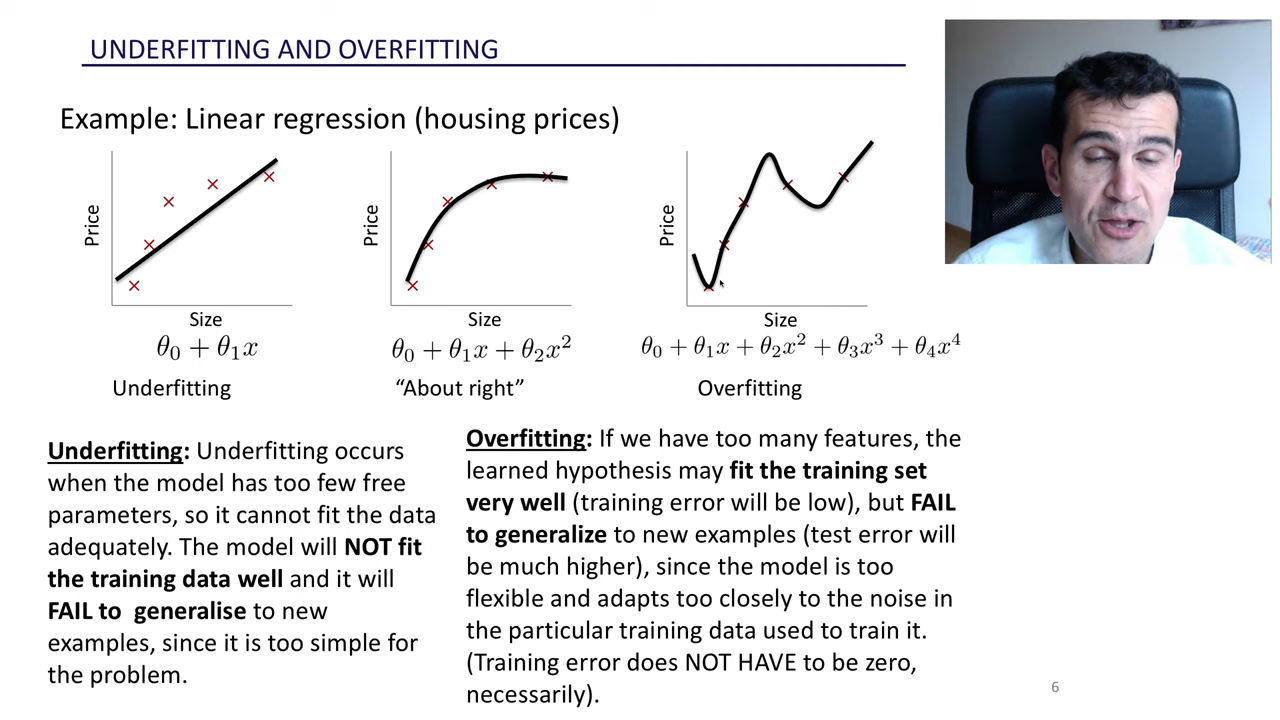 UNDERFITTING AND OVERFITTING
Example: Linear regression (housing prices)
Price
Size
θ₀ + θ₁x
Underfitting
Price
Size
θ₀ + θ₁x + θ₂x²
“About right”
Price
Size
θ₀ + θ₁x + θ₂x² + θ₃x³ + θ₄x⁴
Overfitting
Underfitting: Underfitting occurs
when the model has too few free
parameters, so it cannot fit the data
adequately. The model will NOT fit
the training data well and it will
FAIL to generalise to new
examples, since it is too simple for
the problem.
Overfitting: If we have too many features, the
learned hypothesis may fit the training set
very well (training error will be low), but FAIL
to generalize to new examples (test error will
be much higher), since the model is too
flexible and adapts too closely to the noise in
the particular training data used to train it.
(Training error does NOT HAVE to be zero,
necessarily).
6